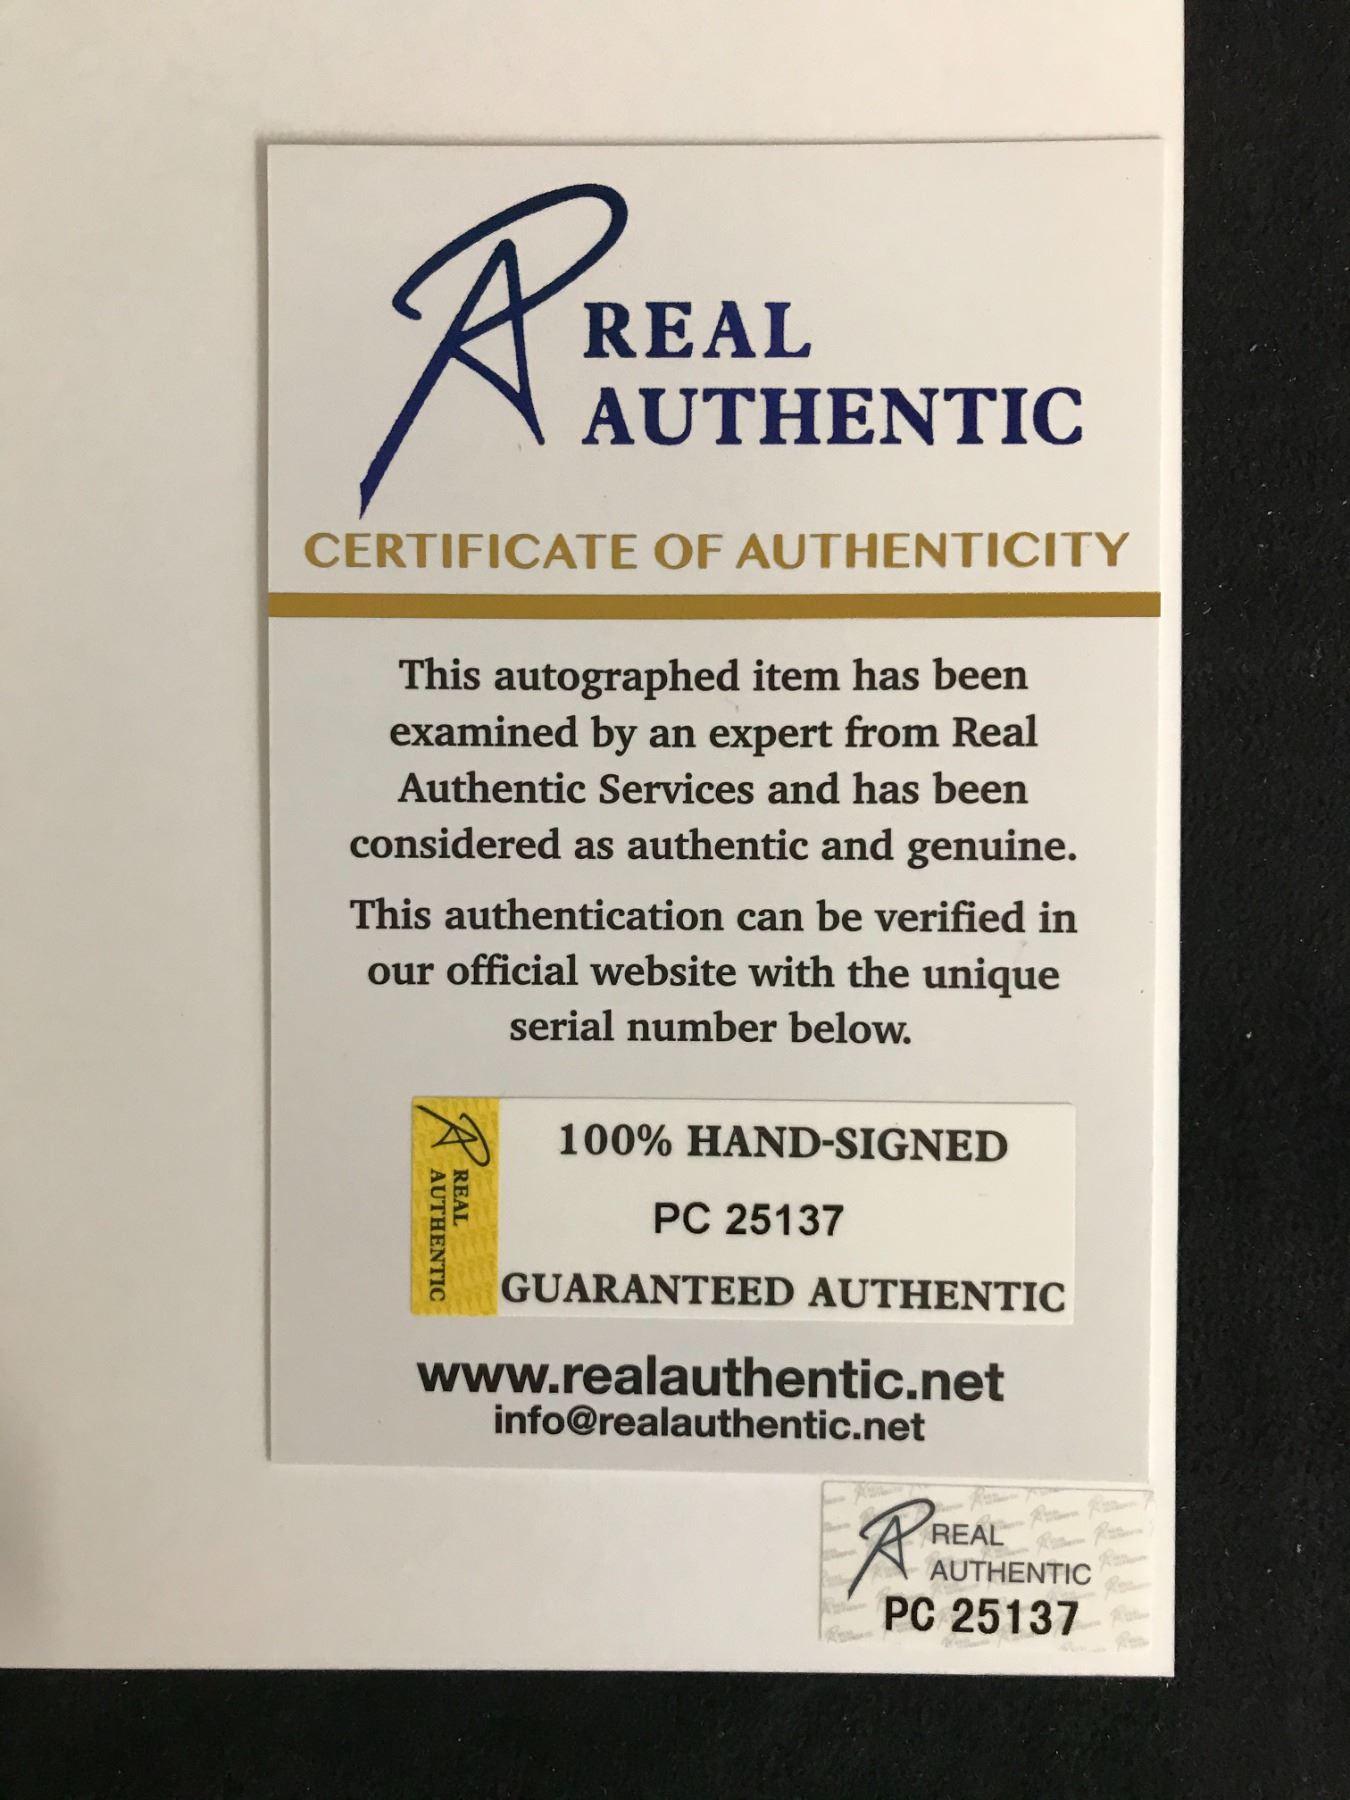 REAL
AUTHENTIC
CERTIFICATE OF AUTHENTICITY
This autographed item has been
examined by an expert from Real
Authentic Services and has been
considered as authentic and genuine.
This authentication can be verified in
our official website with the unique
serial number below.
REAL
AUTHENTIC
100% HAND-SIGNED
PC 25137
GUARANTEED AUTHENTIC
www.realauthentic.net
info@realauthentic.net
REAL
AUTHENTIC
PC 25137